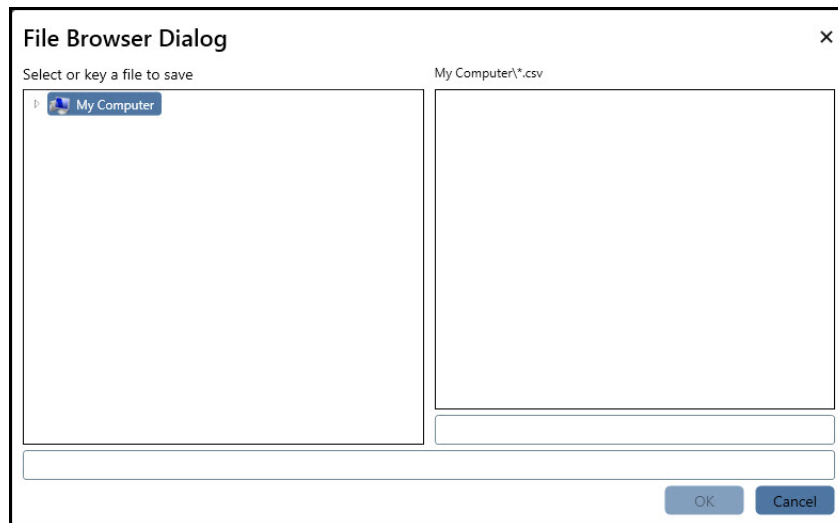 File Browser Dialog
Select or key a file to save
My Computer\*.csv
My Computer
OK
Cancel